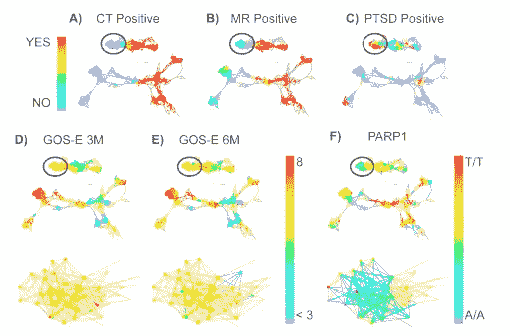 A) CT Positive
B) MR Positive
C) PTSD Positive
YES
NO
D) GOS-E 3M
E) GOS-E 6M
F) PARP1
8
< 3
T/T
A/A